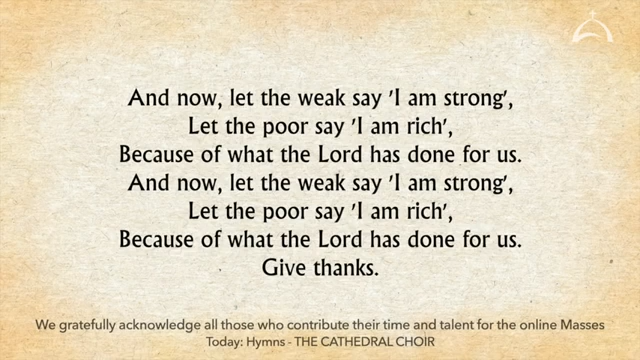 And now, let the weak say 'I am strong',
Let the poor say 'I am rich',
Because of what the Lord has done for us.
And now, let the weak say 'I am strong',
Let the poor say 'I am rich',
Because of what the Lord has done for us.
Give thanks.
We gratefully acknowledge all those who contribute their time and talent for the online Masses
Today: Hymns - THE CATHEDRAL CHOIR